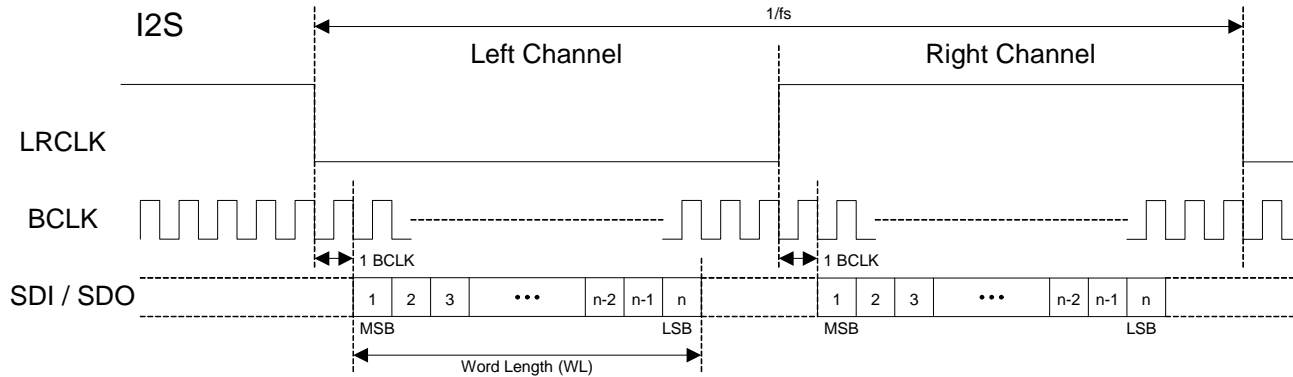 I2S
1/fs
Left Channel
Right Channel
LRCLK
BCLK
1 BCLK
1 BCLK
SDI / SDO
1 2 3 ••• n-2 n-1 n
1 2 3 ••• n-2 n-1 n
MSB
LSB
MSB
LSB
Word Length (WL)